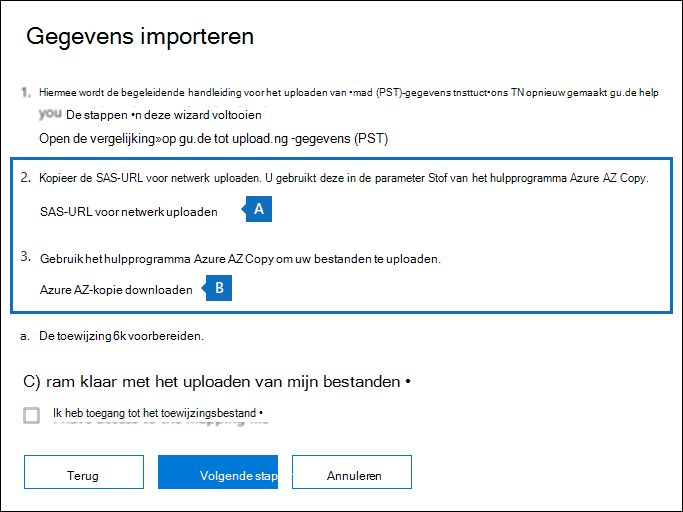 Gegevens importeren
1. Hiermee wordt de begeleidende handleiding voor het uploaden van •mad (PST)-gegevens tnsttuct•ons TN opnieuw gemaakt gu.de help
you De stappen •n deze wizard voltooien
Open de vergelijking»op gu.de tot upload.ng -gegevens (PST)
2. Kopieer de SAS-URL voor netwerk uploaden. U gebruikt deze in de parameter Stof van het hulpprogramma Azure AZ Copy.
SAS-URL voor netwerk uploaden A
3. Gebruik het hulpprogramma Azure AZ Copy om uw bestanden te uploaden.
Azure AZ-kopie downloaden B
a. De toewijzing 6k voorbereiden.
C) ram klaar met het uploaden van mijn bestanden •
Ik heb toegang tot het toewijzingsbestand •
Terug Volgende stap Annuleren